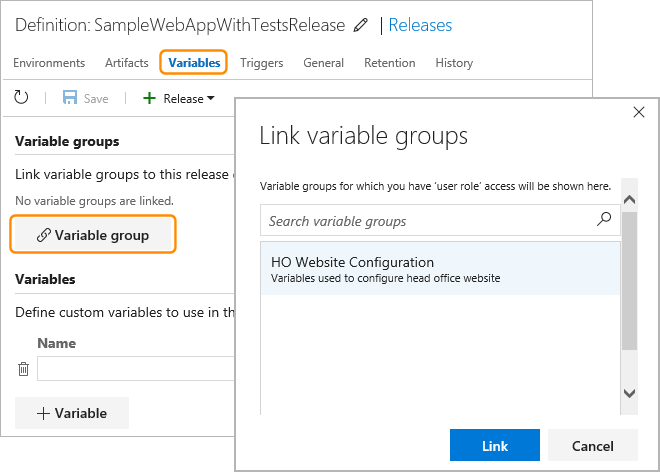 Definition: SampleWebAppWithTestsRelease | Releases
Environments Artifacts Variables Triggers General Retention History
Save + Release
Variable groups
Link variable groups to this release
No variable groups are linked.
Variable group
Variables
Define custom variables to use in th
Name
+ Variable
Link variable groups
Variable groups for which you have 'user role' access will be shown here.
Search variable groups
HO Website Configuration
Variables used to configure head office website
Link Cancel